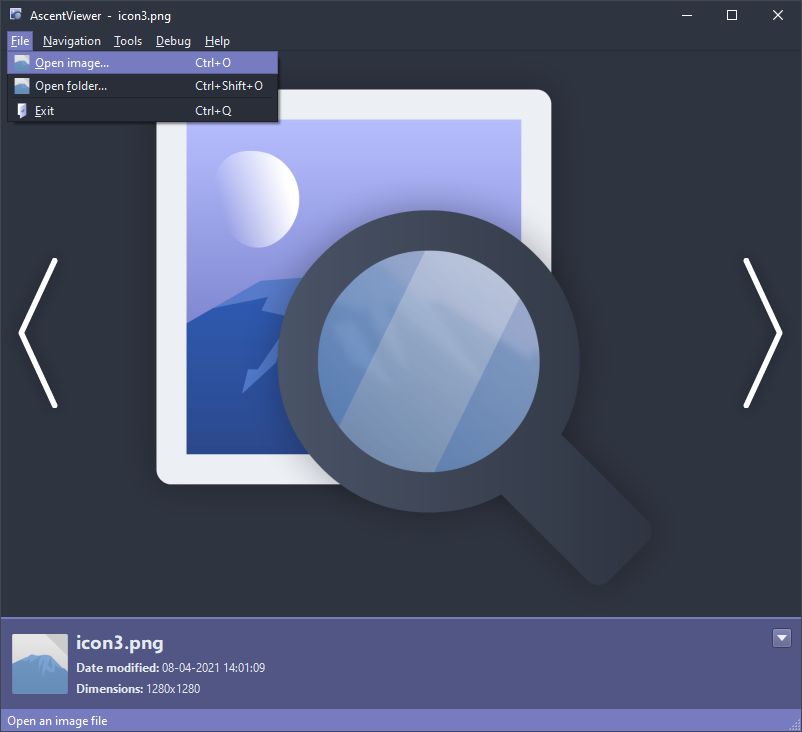 AscentViewer - icon3.png
File Navigation Tools Debug Help
Open image... Ctrl+O
Open folder... Ctrl+Shift+O
Exit Ctrl+Q
icon3.png
Date modified: 08-04-2021 14:01:09
Dimensions: 1280x1280
Open an image file